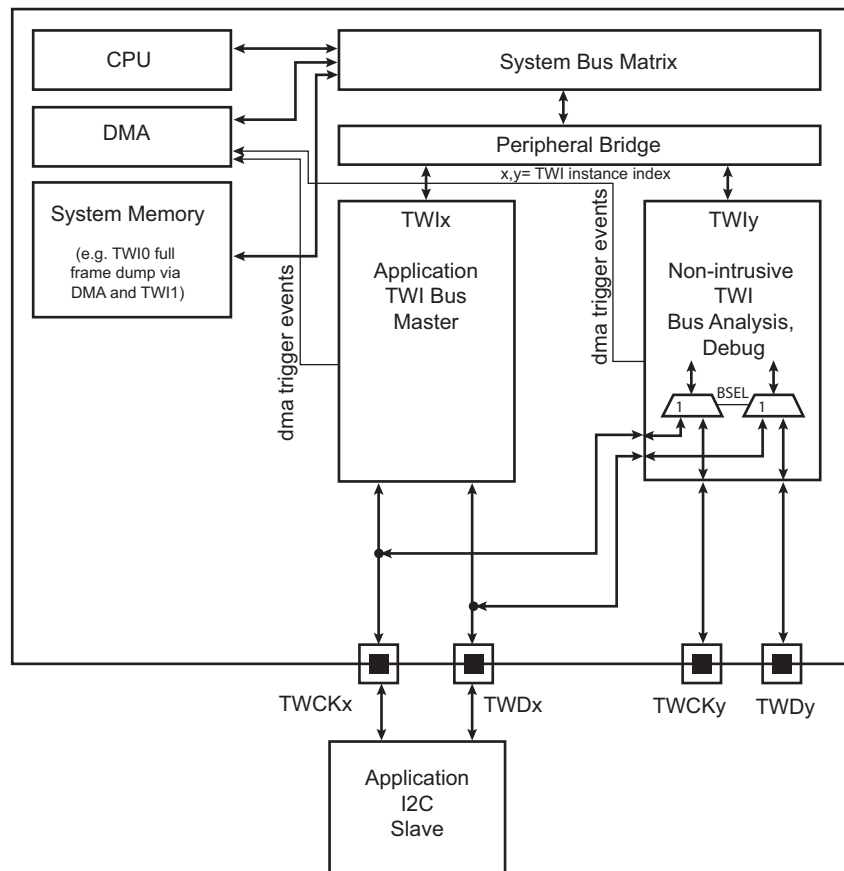 CPU
System Bus Matrix
DMA
Peripheral Bridge
x,y= TWI instance index
System Memory
(e.g. TWI0 full
frame dump via
DMA and TWI1)
dma trigger events
TWIx
Application
TWI Bus
Master
dma trigger events
TWIy
Non-intrusive
TWI
Bus Analysis,
Debug
BSEL
1
1
TWCKx
TWDx
TWCKy
TWDy
Application
I2C
Slave